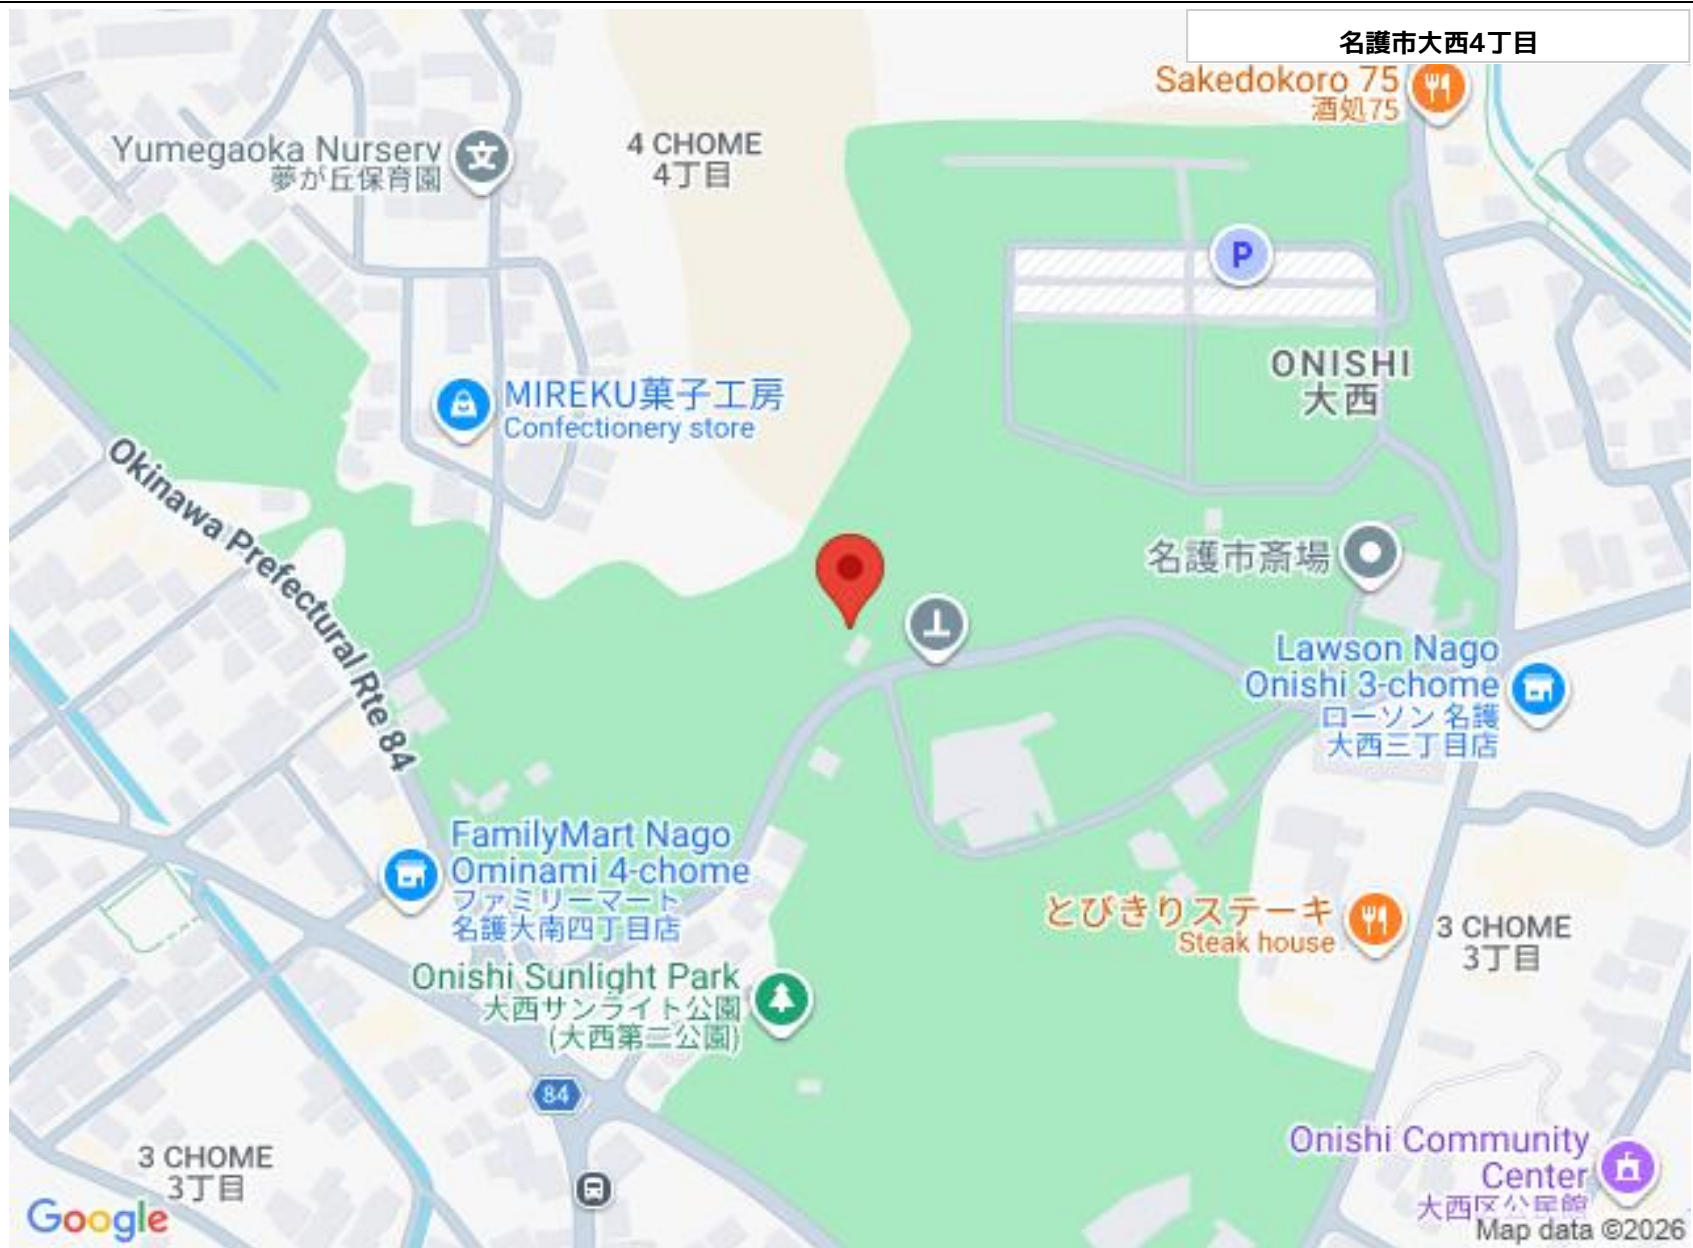 名護市大西4丁目
Sakedokoro 75
酒処75
Yumegaoka Nursery
夢が丘保育園
4 CHOME
4丁目
P
ONISHI
大西
MIREKU菓子工房
Confectionery store
Okinawa Prefectural Rte 84
名護市斎場
Lawson Nago
Onishi 3-chome
ローソン 名護
大西三丁目店
FamilyMart Nago
Ominami 4-chome
ファミリーマート
名護大南四丁目店
とびきりステーキ
Steak house
3 CHOME
3丁目
Onishi Sunlight Park
大西サンライト公園
(大西第二公園)
84
3 CHOME
3丁目
Onishi Community
Center
大西区公民館
Google
Map data ©2026